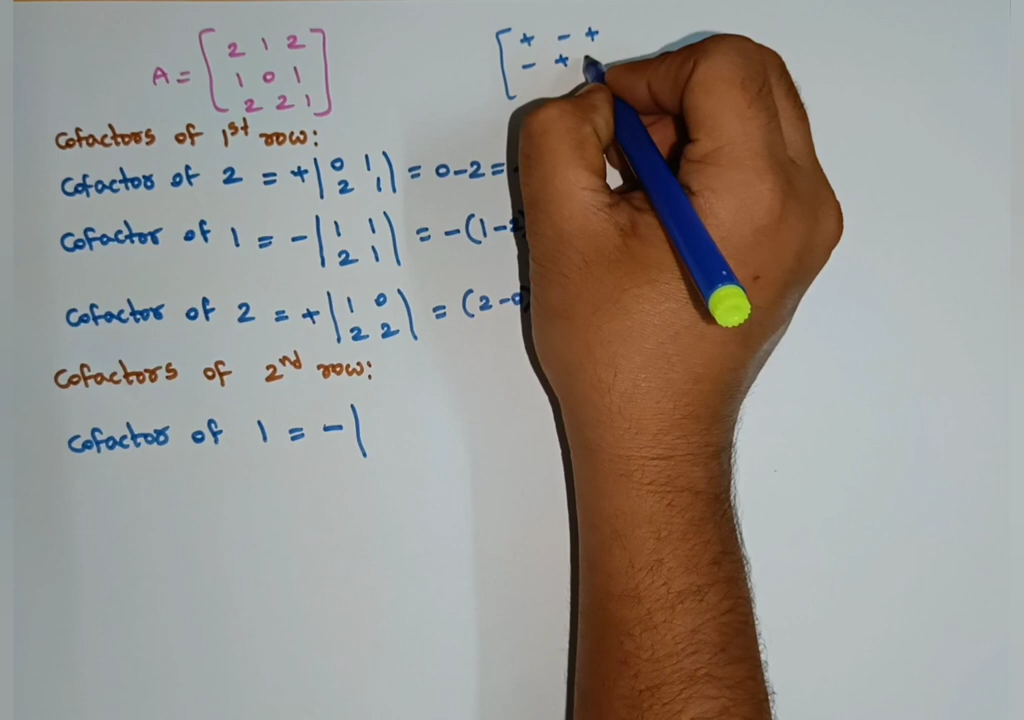 A = [ 2 1 2
1 0 1
2 2 1 ]
[ + - +
- +
Cofactors of 1st row:
Cofactor of 2 = + | 0 1
2 1 | = 0-2=
Cofactor of 1 = - | 1 1
2 1 | = -(1-
Cofactor of 2 = + | 1 0
2 2 | = (2-0
Cofactors of 2nd row:
Cofactor of 1 = - |